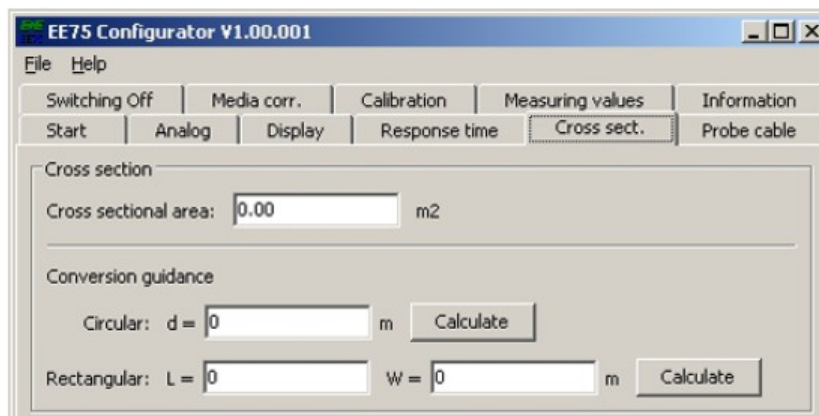 EE75 Configurator V1.00.001
File Help
Switching Off Media corr. Calibration Measuring values Information
Start Analog Display Response time Cross sect. Probe cable
Cross section
Cross sectional area: 0.00 m2
Conversion guidance
Circular: d = 0 m Calculate
Rectangular: L = 0 W = 0 m Calculate